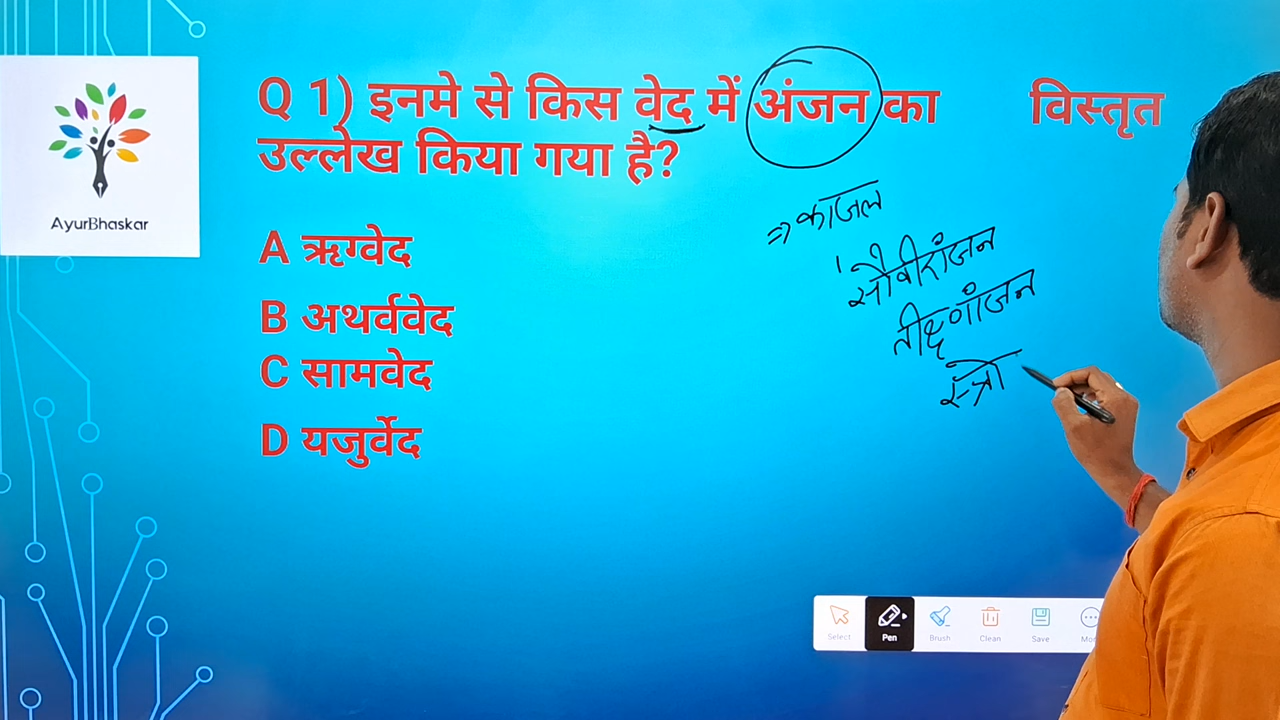 Q 1) इनमे से किस वेद में अंजन का विस्तृत
उल्लेख किया गया है?
AyurBhaskar
A ऋग्वेद
B अथर्ववेद
C सामवेद
D यजुर्वेद
⇒ काजल
सौवीरांजन
तीक्ष्णांजन
स्त्रो
Select
Pen
Brush
Clean
Save
Mor